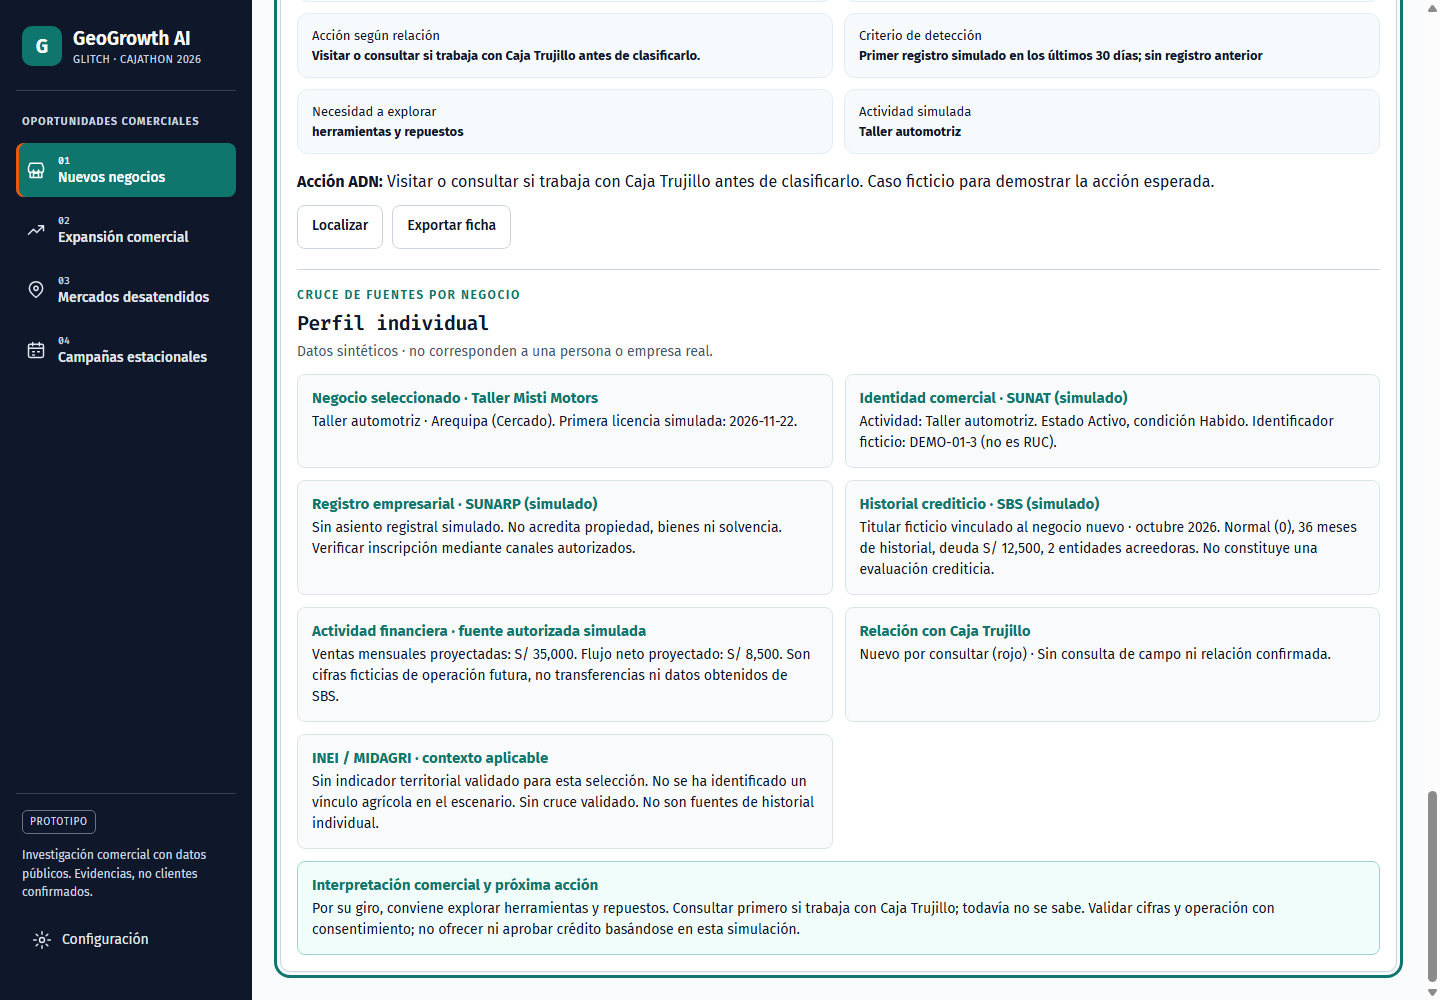 G
GeoGrowth AI
GLITCH · CAJATHON 2026
OPORTUNIDADES COMERCIALES
01
Nuevos negocios
02
Expansión comercial
03
Mercados desatendidos
04
Campañas estacionales
PROTOTIPO
Investigación comercial con datos
públicos. Evidencias, no clientes
confirmados.
Configuración
Acción según relación
Visitar o consultar si trabaja con Caja Trujillo antes de clasificarlo.
Criterio de detección
Primer registro simulado en los últimos 30 días; sin registro anterior
Necesidad a explorar
herramientas y repuestos
Actividad simulada
Taller automotriz
Acción ADN: Visitar o consultar si trabaja con Caja Trujillo antes de clasificarlo. Caso ficticio para demostrar la acción esperada.
Localizar
Exportar ficha
CRUCE DE FUENTES POR NEGOCIO
Perfil individual
Datos sintéticos · no corresponden a una persona o empresa real.
Negocio seleccionado · Taller Misti Motors
Taller automotriz · Arequipa (Cercado). Primera licencia simulada: 2026-11-22.
Identidad comercial · SUNAT (simulado)
Actividad: Taller automotriz. Estado Activo, condición Habido. Identificador
ficticio: DEMO-01-3 (no es RUC).
Registro empresarial · SUNARP (simulado)
Sin asiento registral simulado. No acredita propiedad, bienes ni solvencia.
Verificar inscripción mediante canales autorizados.
Historial crediticio · SBS (simulado)
Titular ficticio vinculado al negocio nuevo · octubre 2026. Normal (0), 36 meses
de historial, deuda S/ 12,500, 2 entidades acreedoras. No constituye una
evaluación crediticia.
Actividad financiera · fuente autorizada simulada
Ventas mensuales proyectadas: S/ 35,000. Flujo neto proyectado: S/ 8,500. Son
cifras ficticias de operación futura, no transferencias ni datos obtenidos de
SBS.
Relación con Caja Trujillo
Nuevo por consultar (rojo) · Sin consulta de campo ni relación confirmada.
INEI / MIDAGRI · contexto aplicable
Sin indicador territorial validado para esta selección. No se ha identificado un
vínculo agrícola en el escenario. Sin cruce validado. No son fuentes de historial
individual.
Interpretación comercial y próxima acción
Por su giro, conviene explorar herramientas y repuestos. Consultar primero si trabaja con Caja Trujillo; todavía no se sabe. Validar cifras y operación con
consentimiento; no ofrecer ni aprobar crédito basándose en esta simulación.